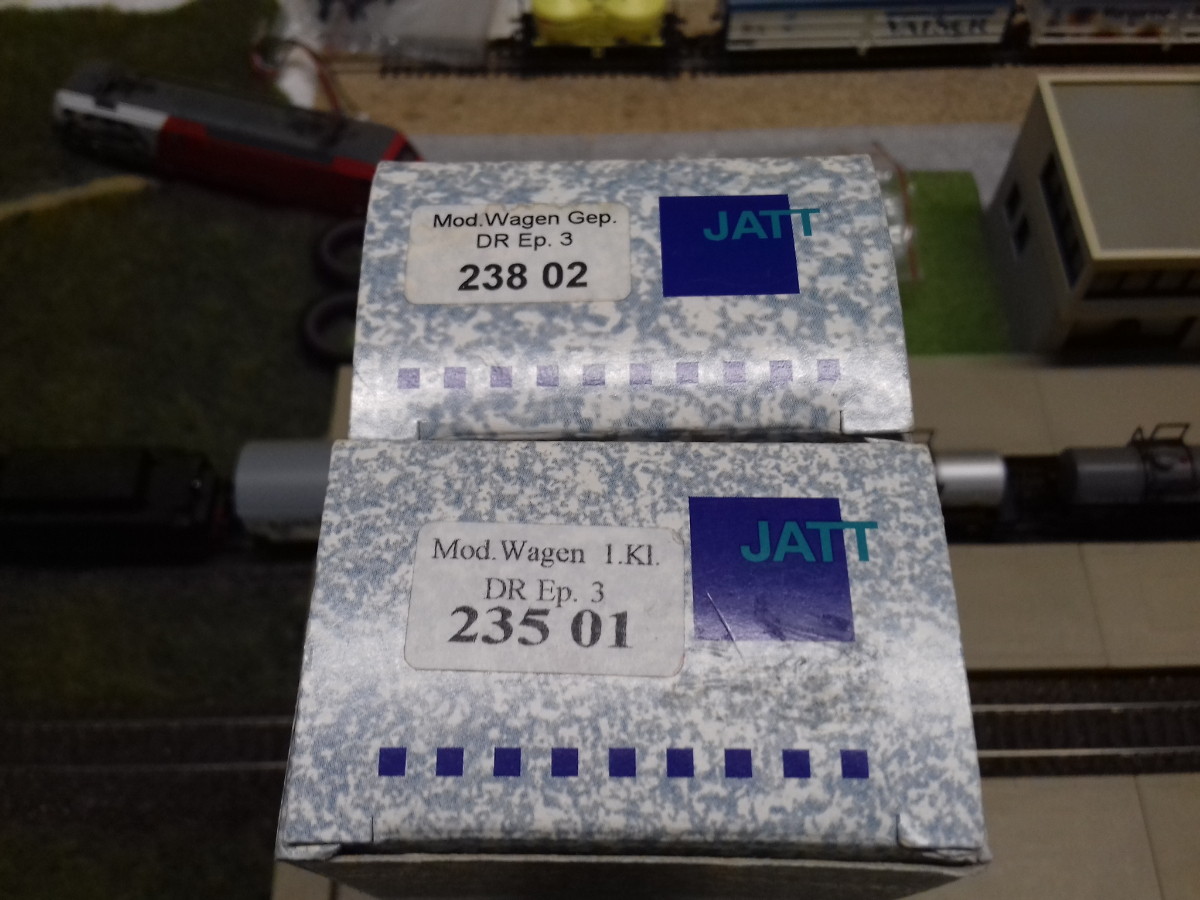 Mod.Wagen Gep.
DR Ep. 3
238 02
JATT
Mod.Wagen 1.Kl.
DR Ep. 3
235 01
JATT